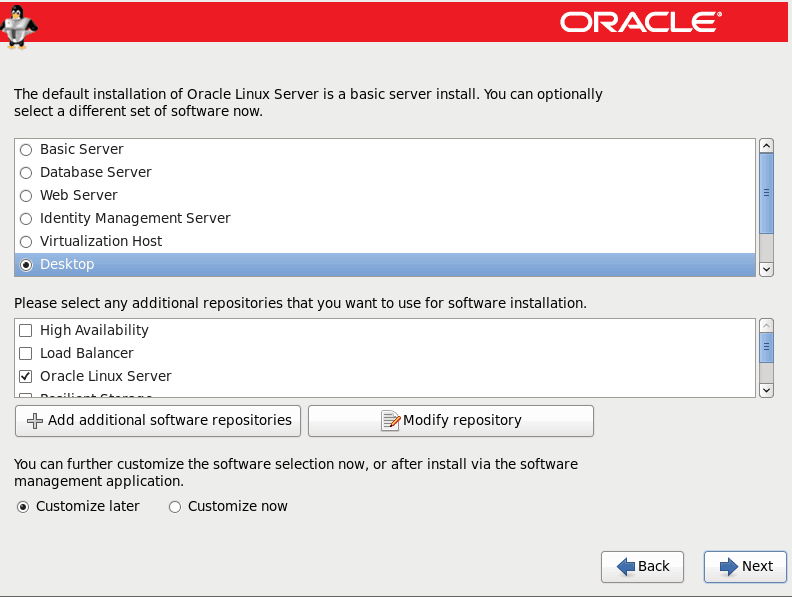 ORACLE®
The default installation of Oracle Linux Server is a basic server install. You can optionally
select a different set of software now.
Basic Server
Database Server
Web Server
Identity Management Server
Virtualization Host
Desktop
Please select any additional repositories that you want to use for software installation.
High Availability
Load Balancer
Oracle Linux Server
Resilient Storage
Add additional software repositories
Modify repository
You can further customize the software selection now, or after install via the software
management application.
Customize later
Customize now
Back
Next